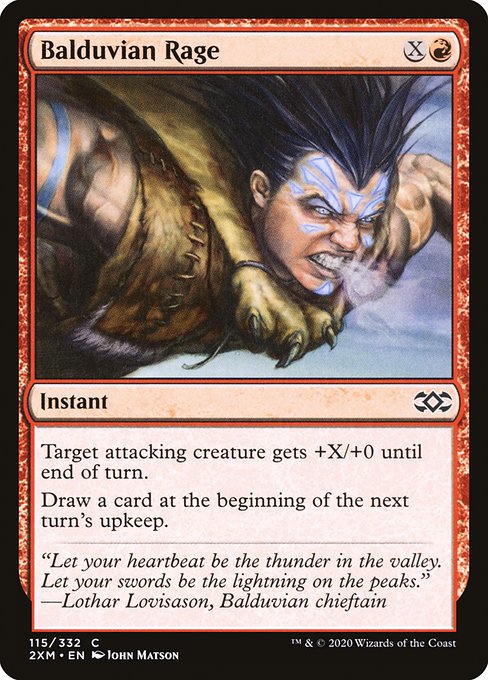 Balduvian Rage X
Instant
Target attacking creature gets +X/+0 until
end of turn.
Draw a card at the beginning of the next
turn's upkeep.
"Let your heartbeat be the thunder in the valley.
Let your swords be the lightning on the peaks."
—Lothar Lovisason, Balduvian chieftain
115/332 C
™ & © 2020 Wizards of the Coast
2XM • EN John Matson